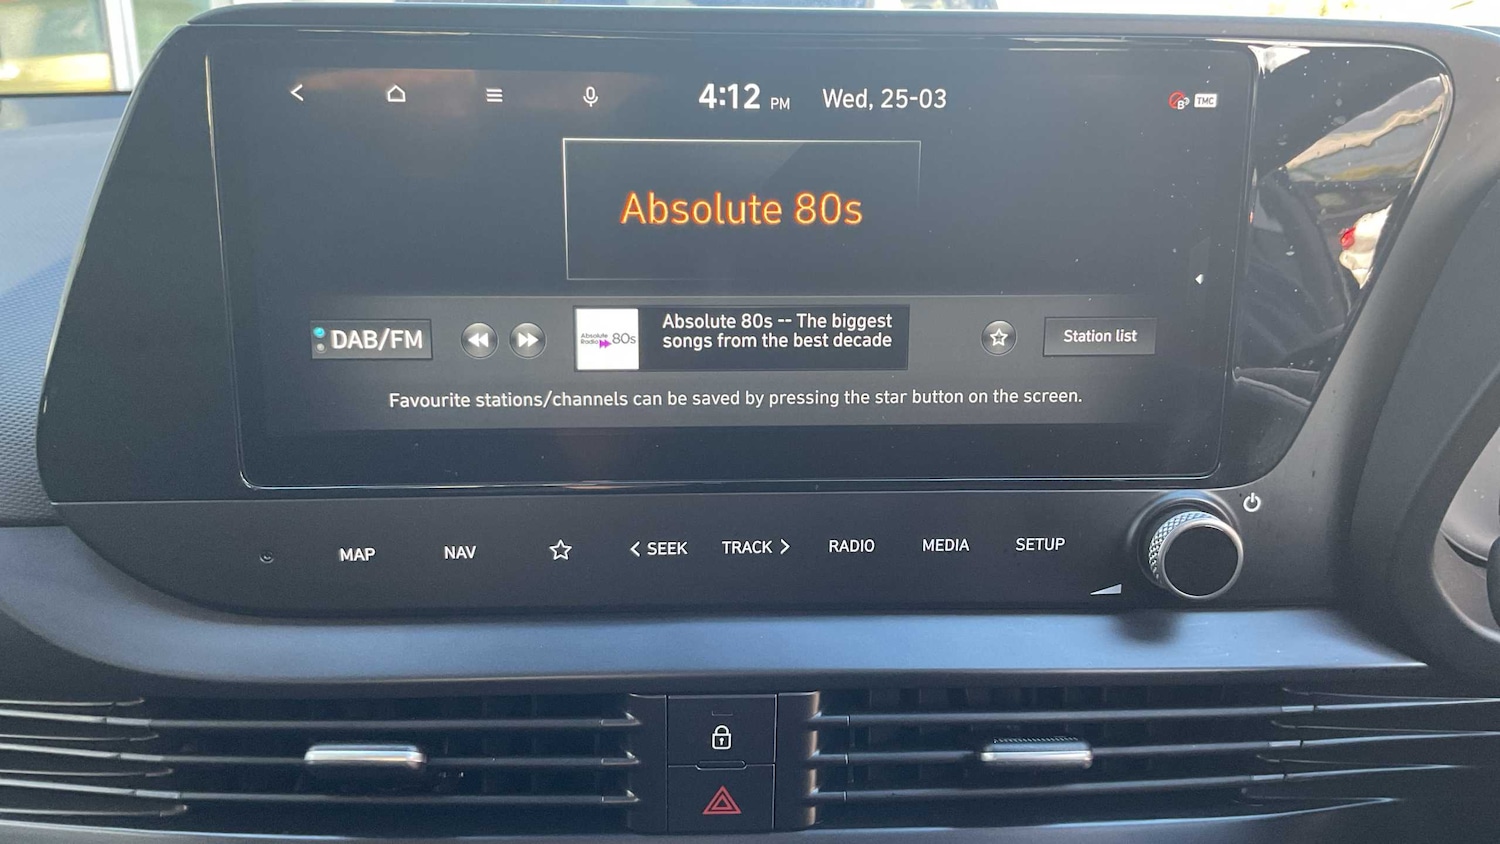 4:12 PM Wed, 25-03
TMC
Absolute 80s
DAB/FM
Absolute
Radio 80s
Absolute 80s -- The biggest
songs from the best decade
Station list
Favourite stations/channels can be saved by pressing the star button on the screen.
MAP NAV SEEK TRACK RADIO MEDIA SETUP